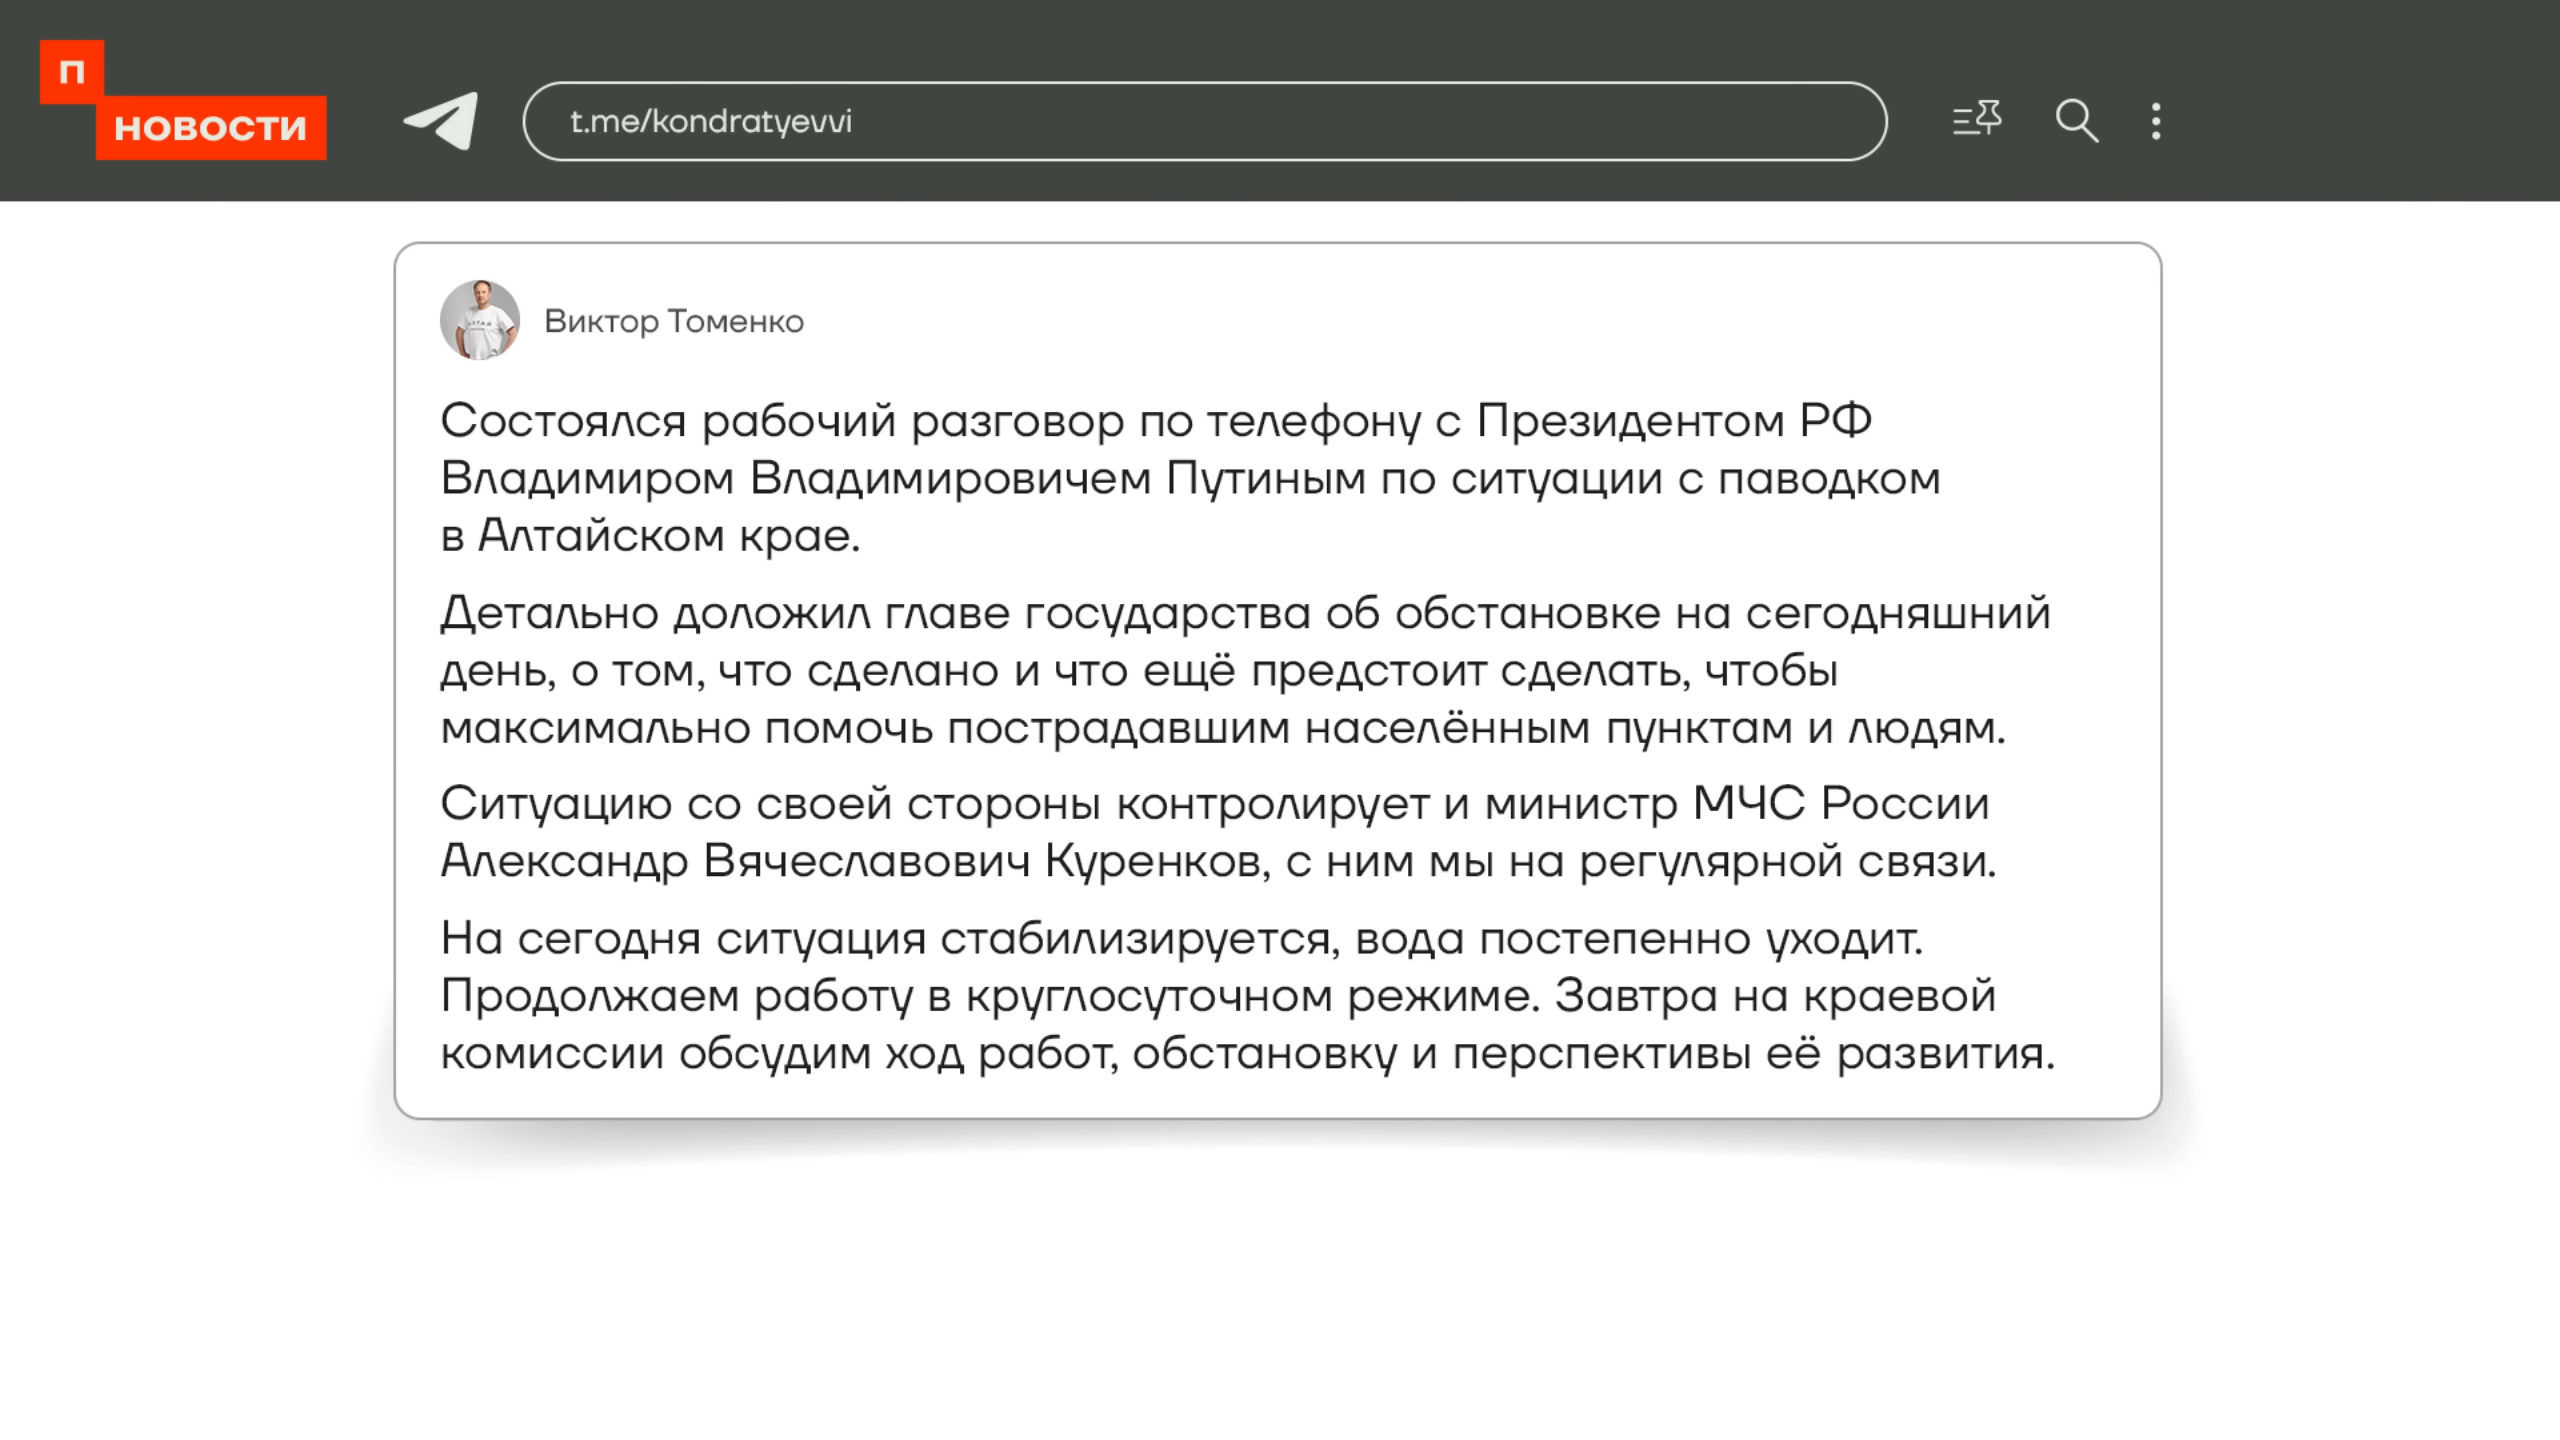 П
НОВОСТИ
t.me/kondratyevvi
Виктор Томенко
Состоялся рабочий разговор по телефону с Президентом РФ
Владимиром Владимировичем Путиным по ситуации с паводком
в Алтайском крае.
Детально доложил главе государства об обстановке на сегодняшний
день, о том, что сделано и что ещё предстоит сделать, чтобы
максимально помочь пострадавшим населённым пунктам и людям.
Ситуацию со своей стороны контролирует и министр МЧС России
Александр Вячеславович Куренков, с ним мы на регулярной связи.
На сегодня ситуация стабилизируется, вода постепенно уходит.
Продолжаем работу в круглосуточном режиме. Завтра на краевой
комиссии обсудим ход работ, обстановку и перспективы её развития.